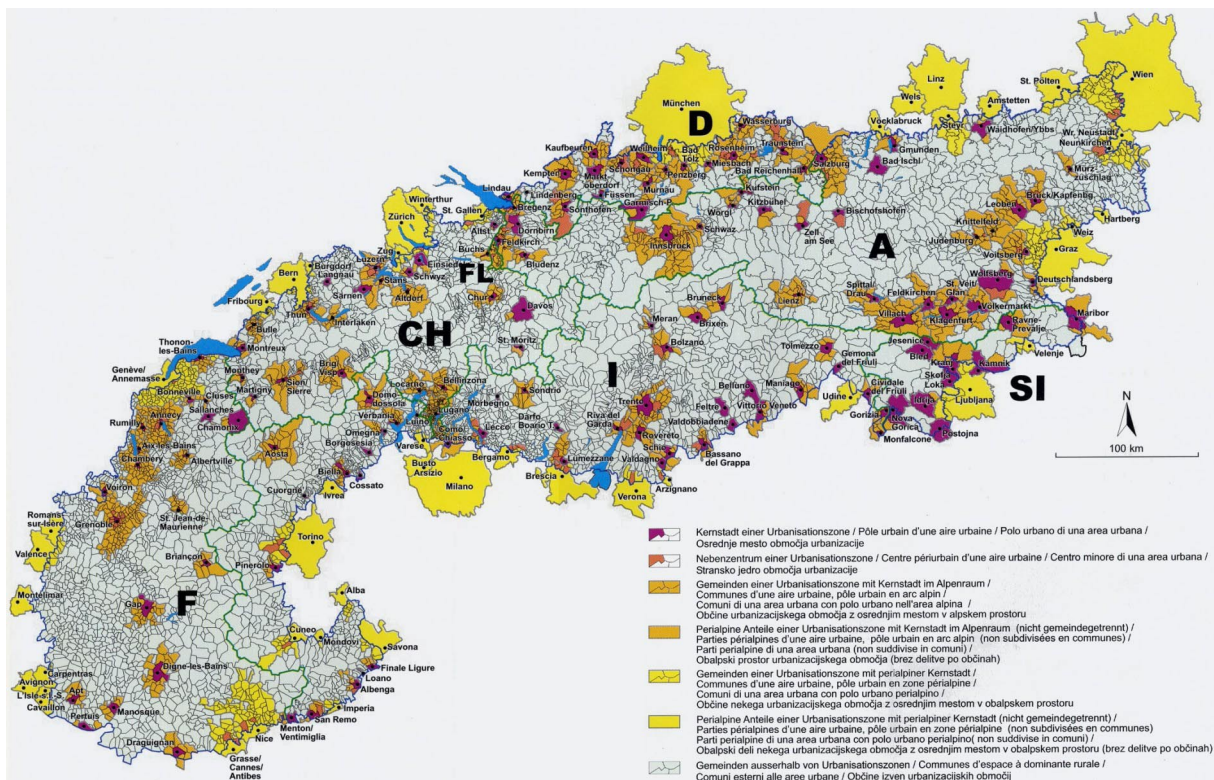 Wien
Linz
St. Pölten
Wels
Amstetten
München
D
Vöcklabruck
Steyr
Waidhofen/Ybbs
Wasserburg
Gmunden
Wr. Neustadt/
Neunkirchen
Kaufbeuren
Weilheim
Bad
Tölz
Rosenheim
Traunstein
Salzburg
Bad Ischl
Kempten
Markt-
oberdorf
Schongau
Penzberg
Miesbach
Bad Reichenhall
Mürz-
zuschlag
Lindau
Lindenberg
Füssen
Murnau
Kufstein
Bruck/Kapfenbg
Winterthur
Bregenz
Sonthofen
Garmisch-P.
Wörgl
Kitzbühel
Bischofshofen
Leoben
St. Gallen
Zürich
Altst.
Dornbirn
Schwaz
Zell
am See
Knittelfeld
Hartberg
Buchs
Feldkirch
Innsbruck
A
Judenburg
Weiz
Zug
Einsiedeln
Bludenz
Voitsberg
Graz
Bern
Burgdorf
Langnau
Luzern
Stans
Schwyz
FL
Wolfsberg
Deutschlandsberg
Fribourg
Thun
Sarnen
Altdorf
Chur
Davos
Bruneck
Lienz
Spittal/
Drau
Feldkirchen
St. Veit/
Glan
Völkermarkt
Bulle
Interlaken
CH
Meran
Brixen
Villach
Klagenfurt
Ravne-
Prevalje
Maribor
Thonon-
les-Bains
Montreux
St. Moritz
Bolzano
Tolmezzo
Jesenice
Bled
Kranj
Kamnik
Velenje
Genève/
Annemasse
Monthey
Brig
Visp
Locarno
Bellinzona
I
Gemona
del Friuli
Škofja
Loka
SI
Bonneville
Cluses
Martigny
Sion/
Sierre
Domo
dossola
Sondrio
Belluno
Maniago
Cividale
del Friuli
Ljubljana
Annecy
Sallanches
Lugano
Morbegno
Trento
Vittorio Veneto
Udine
Idrija
Rumilly
Chamonix
Verbania
Luino
Darfo
Boario T.
Riva del
Garda
Feltre
Gorizia
Nova
Gorica
Aix-les-Bains
Omegna
Como
Chiasso
Lecco
Rovereto
Valdobbiadene
Monfalcone
Postojna
Chambery
Albertville
Aosta
Borgosesia
Varese
Schio
Voiron
Biella
Busto
Arsizio
Bergamo
Lumezzane
Valdagno
Bassano
del Grappa
Cossato
Milano
Brescia
Verona
Arzignano
Cuorgnè
Ivrea
Romans
sur-Isère
Grenoble
St. Jean-de-
Maurienne
Torino
Valence
Briançon
Pinerolo
Montélimar
Gap
F
Alba
Cuneo
Mondovì
Savona
Digne-les-Bains
Finale Ligure
Carpentras
Loano
Avignon
Albenga
L'Isle-s.-l.-S.
Apt
Cavaillon
Manosque
Imperia
Pertuis
San Remo
Menton/
Ventimiglia
Draguignan
Nice
Grasse/
Cannes/
Antibes
N
100 km
Kernstadt einer Urbanisationszone / Pôle urbain d'une aire urbaine / Polo urbano di una area urbana /
Osrednje mesto območja urbanizacije
Nebenzentrum einer Urbanisationszone / Centre périurbain d'une aire urbaine / Centro minore di una area urbana /
Stransko jedro območja urbanizacije
Gemeinden einer Urbanisationszone mit Kernstadt im Alpenraum /
Communes d'une aire urbaine, pôle urbain en arc alpin /
Comuni di una area urbana con polo urbano nell'area alpina /
Občine urbanizacijskega območja z osrednjim mestom v alpskem prostoru
Perialpine Anteile einer Urbanisationszone mit Kernstadt im Alpenraum (nicht gemeindegetrennt) /
Parties périalpines d'une aire urbaine, pôle urbain en arc alpin (non subdivisées en communes) /
Parti perialpine di una area urbana (non suddivise in comuni) /
Obalpski prostor urbanizacijskega območja (brez delitve po občinah)
Gemeinden einer Urbanisationszone mit perialpiner Kernstadt /
Communes d'une aire urbaine, pôle urbain en zone périalpine /
Comuni di una area urbana con polo urbano perialpino /
Občine nekega urbanizacijskega območja z osrednjim mestom v obalpskem prostoru
Perialpine Anteile einer Urbanisationszone mit perialpiner Kernstadt (nicht gemeindegetrennt) /
Parties périalpines d'une aire urbaine, pôle urbain en zone périalpine (non subdivisées en communes) /
Parti perialpine di una area urbana con polo urbano perialpino( non suddivise in comuni) /
Obalpski deli nekega urbanizacijskega območja z osrednjim mestom v obalpskem prostoru (brez delitve po občinah)
Gemeinden ausserhalb von Urbanisationszonen / Communes d'espace à dominante rurale /
Comuni esterni alle aree urbane / Občine izven urbanizacijskih območij